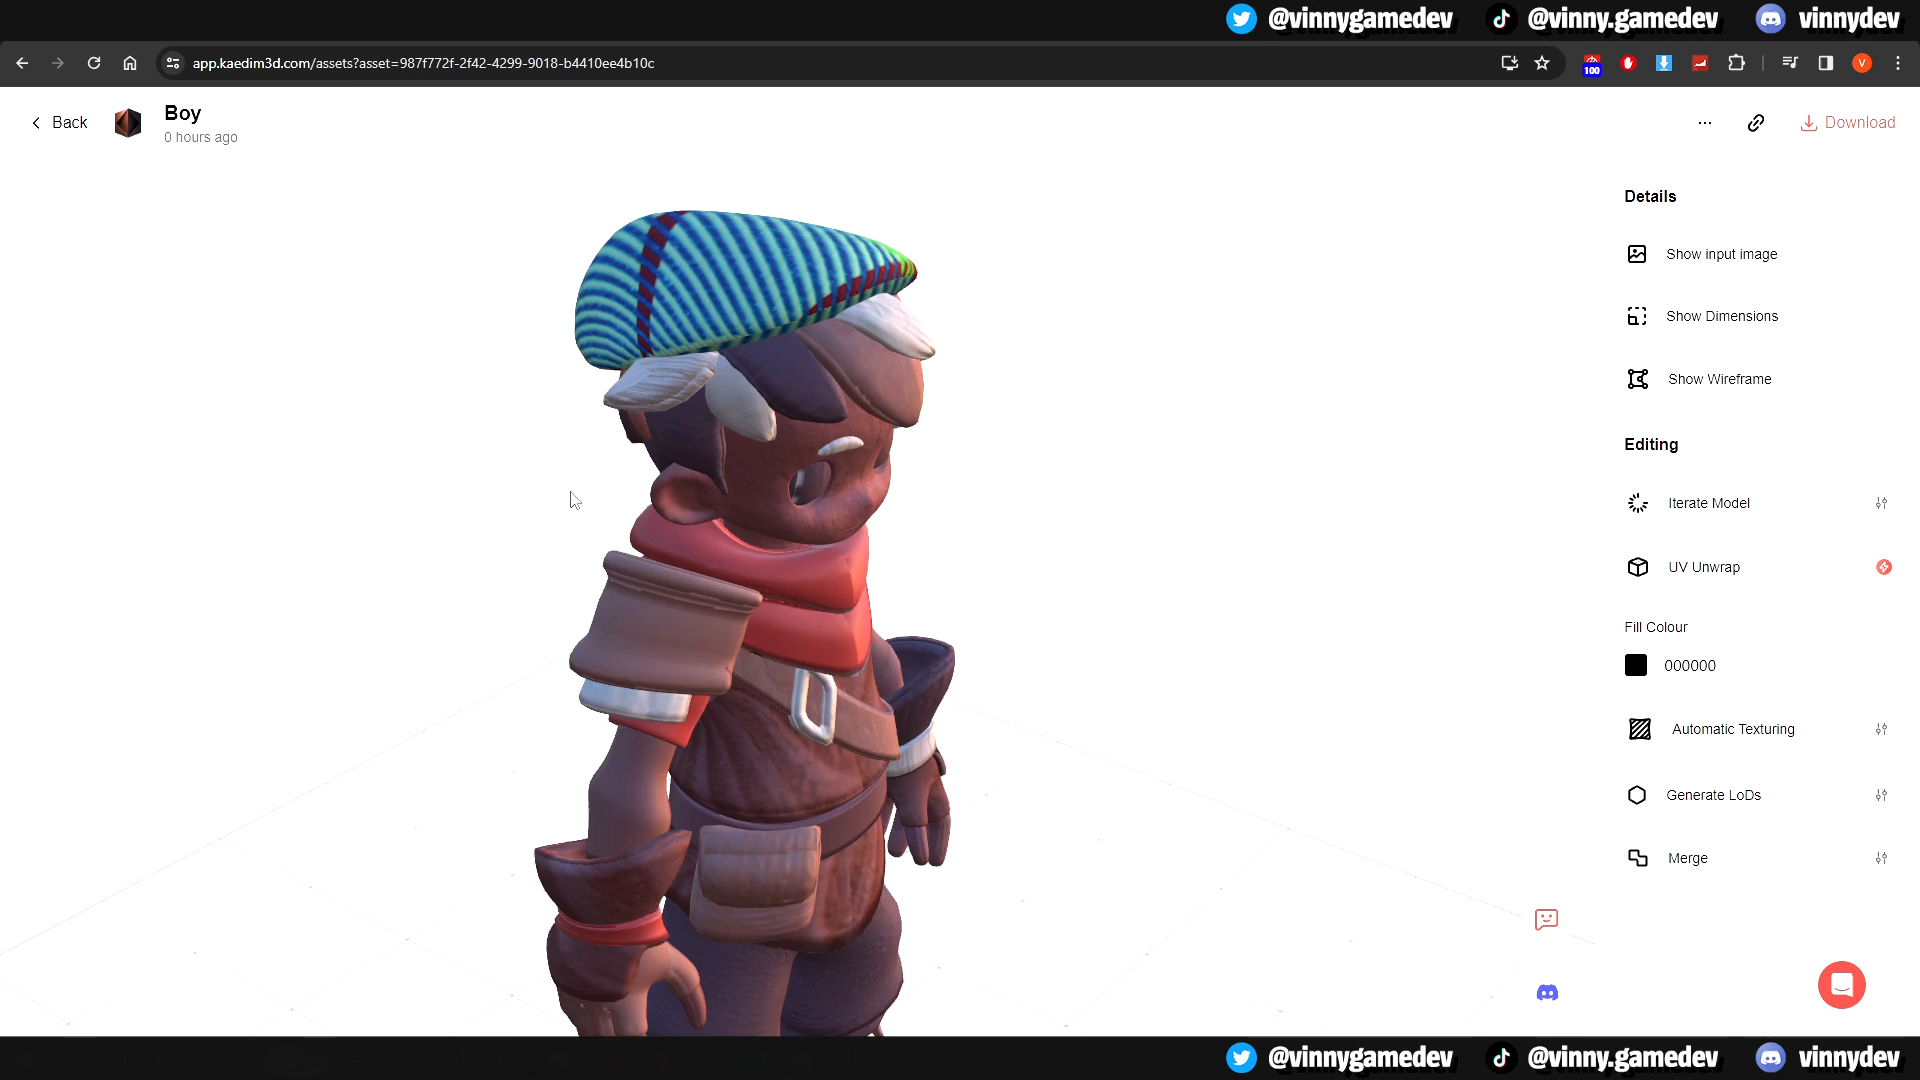 @vinnygamedev @vinny.gamedev vinnydev
app.kaedim3d.com/assets?asset=987f772f-2f42-4299-9018-b4410ee4b10c
100
V
Back
Boy
0 hours ago
Download
Details
Show input image
Show Dimensions
Show Wireframe
Editing
Iterate Model
UV Unwrap
Fill Colour
000000
Automatic Texturing
Generate LoDs
Merge
@vinnygamedev @vinny.gamedev vinnydev